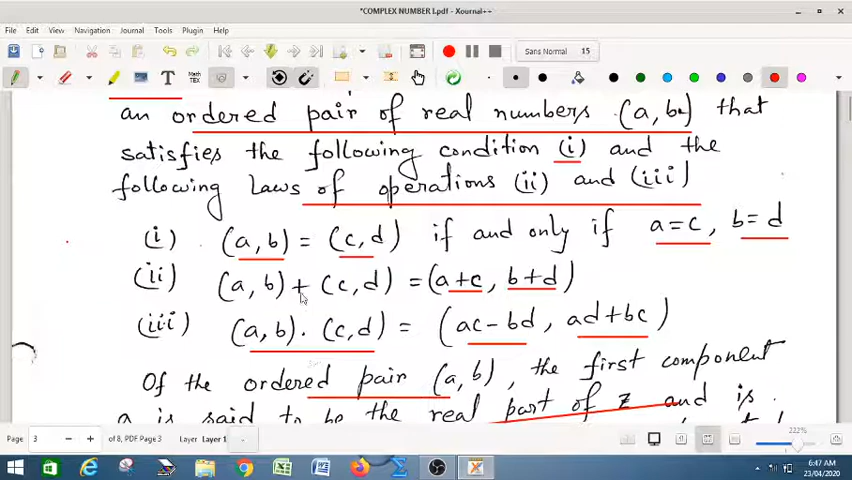 *COMPLEX NUMBER I.pdf - Xournal++
File Edit View Navigation Journal Tools Plugin Help
Sans Normal 15
T MATH TEX
an ordered pair of real numbers (a, b) that
satisfies the following condition (i) and the
following laws of operations (ii) and (iii)
(i) (a, b) = (c, d) if and only if a=c, b=d
(ii) (a, b) + (c, d) = (a+c, b+d)
(iii) (a, b) . (c, d) = (ac-bd, ad+bc)
Of the ordered pair (a, b), the first component
a is said to be the real part of z and is
Page 3 of 8, PDF Page 3 Layer Layer 1 222%
6:47 AM
23/04/2020